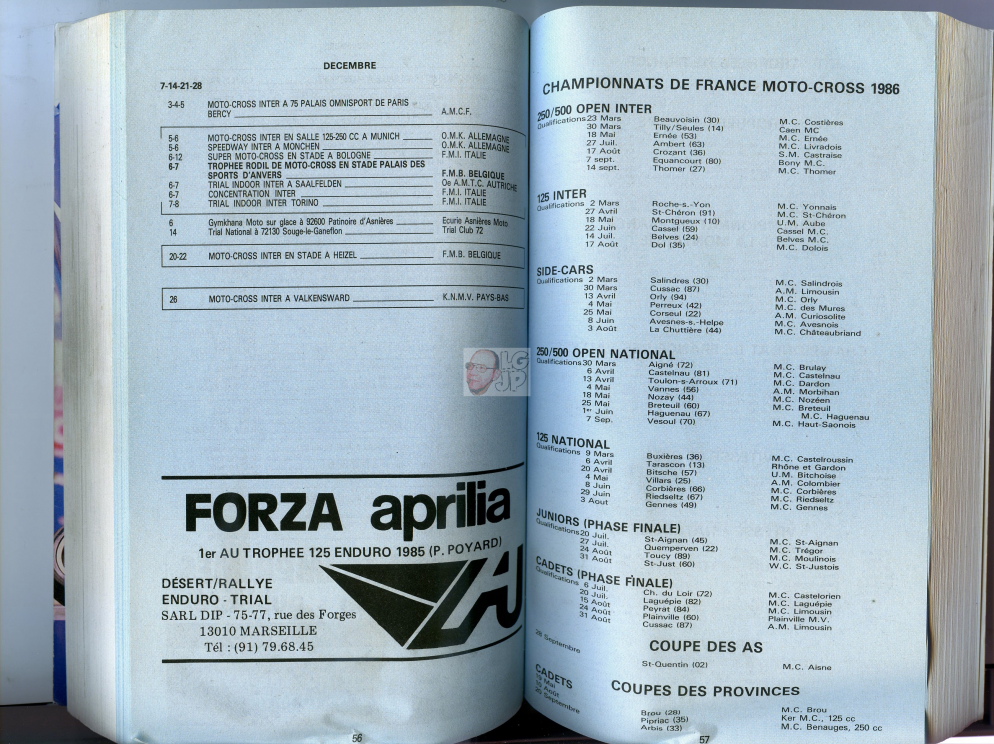 DECEMBRE
7-14-21-28
3-4-5 MOTO-CROSS INTER A 75 PALAIS OMNISPORT DE PARIS
BERCY A.M.C.F.
5-6 MOTO-CROSS INTER EN SALLE 125-250 CC A MUNICH O.M.K. ALLEMAGNE
5-6 SPEEDWAY INTER A MONCHEN O.M.K. ALLEMAGNE
6-12 SUPER MOTO-CROSS EN STADE A BOLOGNE F.M.I. ITALIE
6-7 TROPHEE RODIL DE MOTO-CROSS EN STADE PALAIS DES
SPORTS D'ANVERS F.M.B. BELGIQUE
6-7 TRIAL INDOOR INTER A SAALFELDEN Oe A.M.T.C. AUTRICHE
6-7 CONCENTRATION INTER F.M.I. ITALIE
7-8 TRIAL INDOOR INTER TORINO F.M.I. ITALIE
6 Gymkhana Moto sur glace à 92600 Patinoire d'Asnières Ecurie Asnières Moto
14 Trial National à 72130 Souge-le-Ganeflon Trial Club 72
20-22 MOTO-CROSS INTER EN STADE A HEIZEL F.M.B. BELGIQUE
26 MOTO-CROSS INTER A VALKENSWARD K.N.M.V. PAYS-BAS
FORZA aprilia
1er AU TROPHEE 125 ENDURO 1985 (P. POYARD)
DÉSERT/RALLYE
ENDURO - TRIAL
SARL DIP - 75-77, rue des Forges
13010 MARSEILLE
Tél : (91) 79.68.45
56
CHAMPIONNATS DE FRANCE MOTO-CROSS 1986
250/500 OPEN INTER
Qualifications 23 Mars Beauvoisin (30) M.C. Costières
30 Mars Tilly/Seules (14) Caen MC
18 Mai Ernée (53) M.C. Ernée
27 Juil. Ambert (63) M.C. Livradois
17 Août Crozant (36) S.M. Castraise
7 sept. Equancourt (80) Bony M.C.
14 sept. Thomer (27) M.C. Thomer
125 INTER
Qualifications 2 Mars Roche-s.-Yon M.C. Yonnais
27 Avril St-Chéron (91) M.C. St-Chéron
18 Mai Montgueux (10) U.M. Aube
22 Juin Cassel (59) Cassel M.C.
14 Juil. Belves (24) Belves M.C.
17 Août Dol (35) M.C. Dolois
SIDE-CARS
Qualifications 2 Mars Salindres (30) M.C. Salindrois
30 Mars Cussac (87) A.M. Limousin
13 Avril Orly (94) M.C. Orly
4 Mai Perreux (42) M.C. des Mures
25 Mai Corseul (22) A.M. Curiosolite
8 Juin Avesnes-s.-Helpe M.C. Avesnois
3 Août La Chuttière (44) M.C. Châteaubriand
250/500 OPEN NATIONAL
Qualifications 30 Mars Aigné (72) M.C. Brulay
6 Avril Castelnau (81) M.C. Castelnau
13 Avril Toulon-s-Arroux (71) M.C. Dardon
4 Mai Vannes (56) A.M. Morbihan
18 Mai Nozay (44) M.C. Nozéen
25 Mai Breteuil (60) M.C. Breteuil
1er Juin Haguenau (67) M.C. Haguenau
7 Sep. Vesoul (70) M.C. Haut-Saonois
125 NATIONAL
Qualifications 9 Mars Buxières (36) M.C. Castelroussin
6 Avril Tarascon (13) Rhône et Gardon
20 Avril Bitsche (57) U.M. Bitchoise
4 Mai Villars (25) A.M. Colombier
8 Juin Corbières (66) M.C. Corbières
29 Juin Riedseltz (67) M.C. Riedseltz
3 Aout Gennes (49) M.C. Gennes
JUNIORS (PHASE FINALE)
Qualifications 20 Juil. St-Aignan (45) M.C. St-Aignan
27 Juil. Quemperven (22) M.C. Trégor
24 Août Toucy (89) M.C. Moulinois
31 Août St-Just (60) W.C. St-Justois
CADETS (PHASE FINALE)
Qualifications 6 Juil. Ch. du Loir (72) M.C. Castelorien
20 Juil. Laguépie (82) M.C. Laguépie
15 Août Peyrat (84) M.C. Limousin
24 Août Plainville (60) Plainville M.V.
31 Août Cussac (87) A.M. Limousin
COUPE DES AS
28 Septembre St-Quentin (02) M.C. Aisne
COUPES DES PROVINCES
CADETS
Mai Brou (28) M.C. Brou
Août Pipriac (35) Ker M.C., 125 cc
Septembre Arbis (33) M.C. Benauges, 250 cc
57
LG
JP